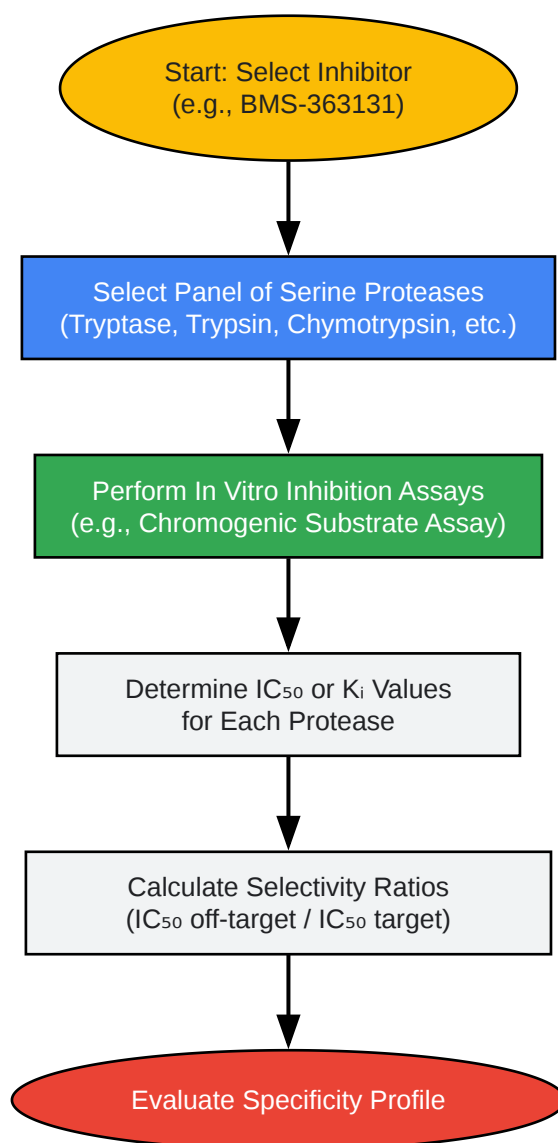 Start: Select Inhibitor
(e.g., BMS-363131)
Select Panel of Serine Proteases
(Tryptase, Trypsin, Chymotrypsin, etc.)
Perform In Vitro Inhibition Assays
(e.g., Chromogenic Substrate Assay)
Determine IC₅₀ or Kᵢ Values
for Each Protease
Calculate Selectivity Ratios
(IC₅₀ off-target / IC₅₀ target)
Evaluate Specificity Profile